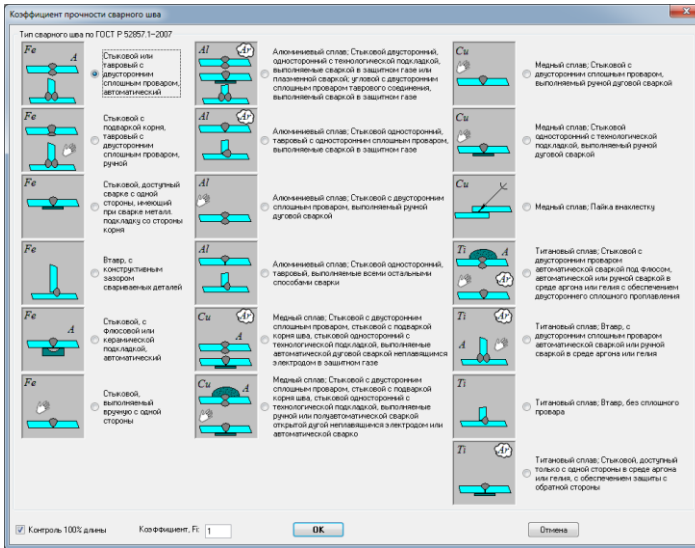 Коэффициент прочности сварного шва
Тип сварного шва по ГОСТ Р 52857.1-2007
Fe
A
Стыковой или
тавровый с
двусторонним
сплошным проваром,
автоматический
Fe
Стыковой с
подваркой корня,
тавровый с
двусторонним
сплошным проваром,
ручной
Fe
Стыковой, доступный
сварке с одной
стороны, имеющий
при сварке металл.
подкладку со стороны
корня
Fe
Втавр, с
конструктивным
зазором
свариваемых деталей
Fe
A
Стыковой, с
флюсовой или
керамической
подкладкой,
автоматический
Fe
Стыковой,
выполняемый
вручную с одной
стороны
Al
Ar
Алюминиевый сплав; Стыковой двусторонний,
односторонний с технологической подкладкой,
выполняемые сваркой в защитном газе или
плазменной сваркой; угловой с двусторонним
сплошным проваром таврового соединения,
выполняемый сваркой в защитном газе
Al
Ar
Алюминиевый сплав; Стыковой односторонний,
тавровый с односторонним сплошным проваром,
выполняемые сваркой в защитном газе
Al
Алюминиевый сплав; Стыковой с двусторонним
сплошным проваром, выполняемый ручной
дуговой сваркой
Al
Алюминиевый сплав; Стыковой односторонний,
тавровый, выполняемые всеми остальными
способами сварки
Cu
Ar
A
Медный сплав; Стыковой с двусторонним
сплошным проваром, стыковой с подваркой
корня шва, стыковой односторонний с
технологической подкладкой, выполняемые
автоматической дуговой сваркой неплавящимся
электродом в защитном газе
Cu
A
Медный сплав; Стыковой с двусторонним
сплошным проваром, стыковой с подваркой
корня шва, стыковой односторонний с
технологической подкладкой, выполняемые
ручной или полуавтоматической сваркой
открытой дугой неплавящимся электродом или
автоматической сварко
Cu
Медный сплав; Стыковой с
двусторонним сплошным проваром,
выполняемый ручной дуговой сваркой
Cu
Медный сплав; Стыковой
односторонний с технологической
подкладкой, выполняемый ручной
дуговой сваркой
Cu
Медный сплав; Пайка внахлестку
Ti
A
Ar
Титановый сплав; Стыковой с
двусторонним проваром
автоматической сваркой под флюсом,
автоматической или ручной сваркой в
среде аргона или гелия с обеспечением
двустороннего сплошного проплавления
Ti
Ar
A
Титановый сплав; Втавр, с
двусторонним сплошным проваром
автоматической сваркой или ручной
сваркой в среде аргона или гелия
Ti
Титановый сплав; Втавр, без сплошного
провара
Ti
Ar
Титановый сплав; Стыковой, доступный
только с одной стороны в среде аргона
или гелия, с обеспечением защиты с
обратной стороны
Контроль 100% длины
Коэффициент, Fi:
1
OK
Отмена